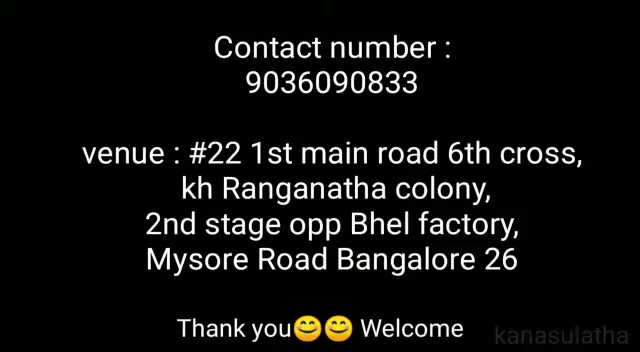 Contact number :
9036090833
venue : #22 1st main road 6th cross,
kh Ranganatha colony,
2nd stage opp Bhel factory,
Mysore Road Bangalore 26
Thank you😊😊 Welcome
kanasulatha